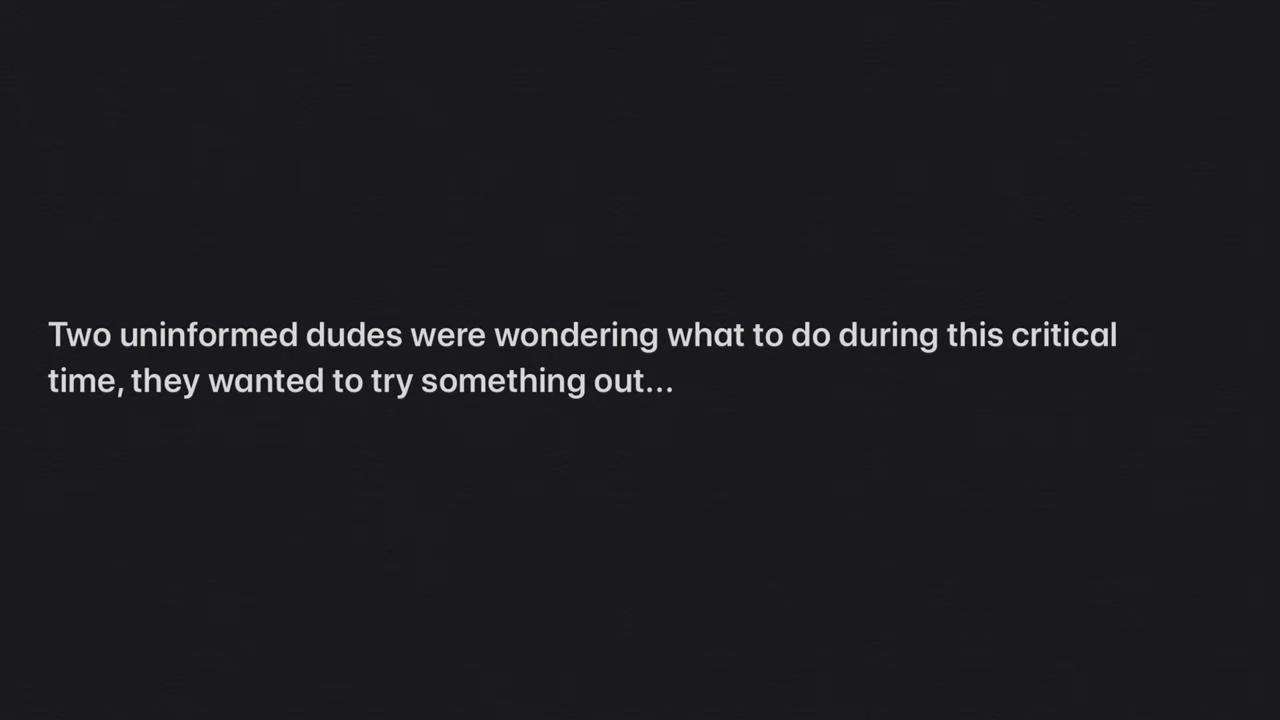 Two uninformed dudes were wondering what to do during this critical
time, they wanted to try something out...